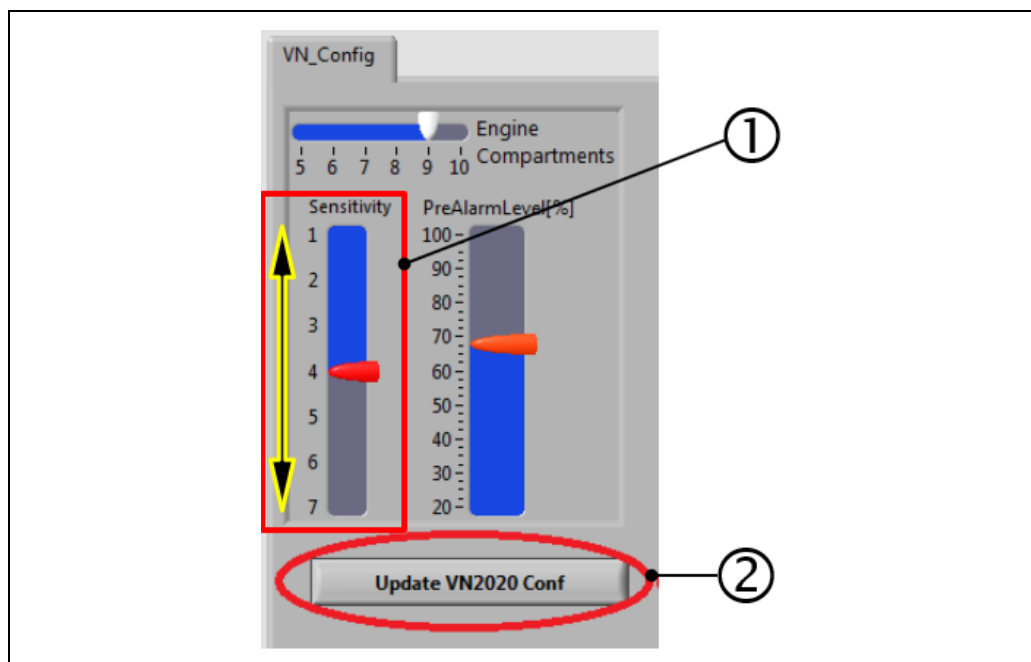 VN_Config
Engine
Compartments
5 6 7 8 9 10
Sensitivity
PreAlarmLevel[%]
1
2
3
4
5
6
7
100
90
80
70
60
50
40
30
20
Update VN2020 Conf
1
2